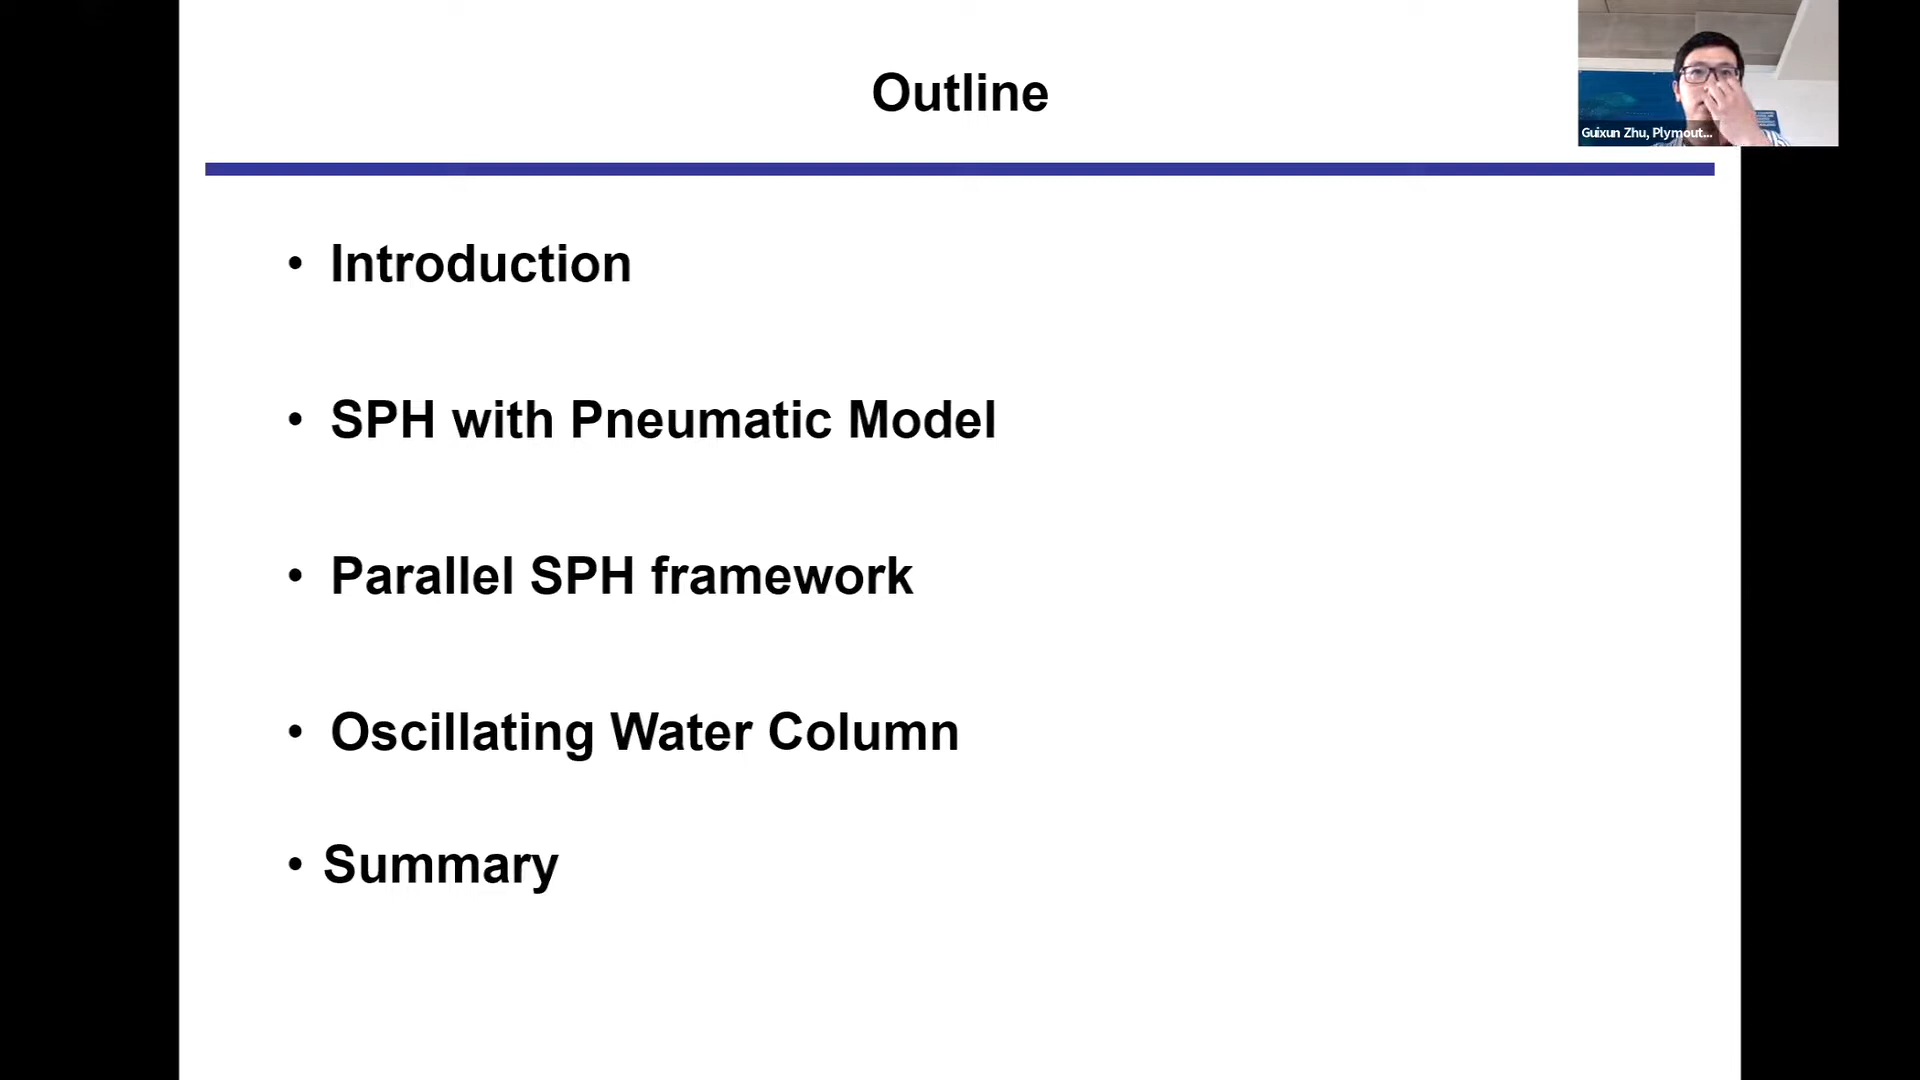 Outline
Guixun Zhu, Plymout...
• Introduction
• SPH with Pneumatic Model
• Parallel SPH framework
• Oscillating Water Column
• Summary